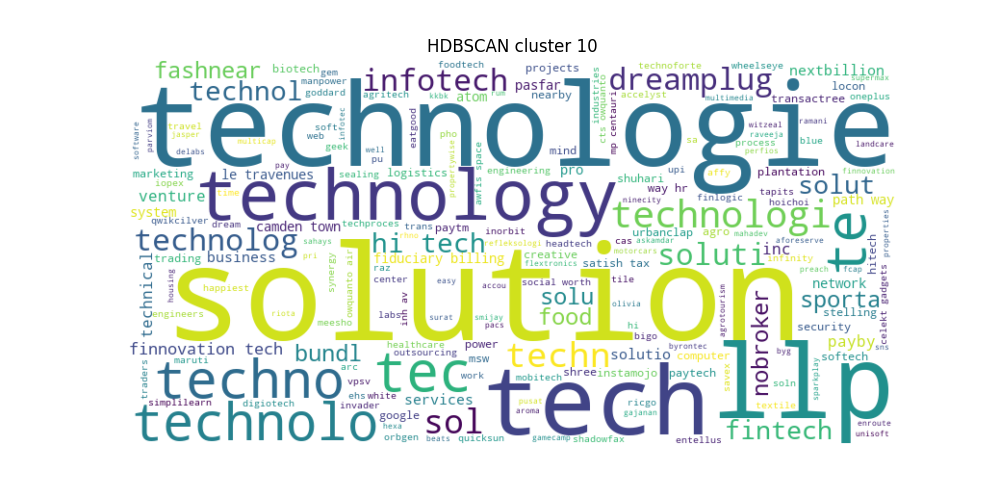 HDBSCAN cluster 10
technologie
solution
technology
tech
llp
techno
technolo
technolog
technol
technologi
infotech
dreamplug
fashnear
biotech
gem
manpower
goddard
foodtech
projects
agritech
kkbk
rum
atom
pasfar
nearby
industries
cts owquanto
mp centauri
technoforte
accelyst
wheelseye
multimedia
nextbillion
supermax
locon
oneplus
transactree
software
parviom
travel
jasper
delabs
multicap
soft
web
geek
infotec
well
pu
eatgood
pho
propertywise
awfis space
mind
sa
process
witzeal
raveeja
perfios
ramani
blue
landcare
finnovation
marketing
iopex
pay
time
le travenues
sealing
logistics
engineering
pro
shuhari
upi
way hr
ninecity
affy
finlogic
plantation
tapits
hoichoi
solut
path way
venture
system
qwikcilver
dream
camden town
techproces
trans
paytm
inorbit
urbanclap
agro
mahadev
te
hitech
properties
trading
business
sahays
pri
hi tech
refleksologi
headtech
cas
askamdar
aforeserve
motorcars
inc
technical
fiduciary billing
creative
flextronics
satish tax
soluti
infinity
preach
fcap
housing
happiest
synergey
owquanto air
raz
center
inh av
easy
accou
social worth
tile
network
engineers
riota
meesho
labs
surat
smijay
pacs
solu
food
olivia
hi
bigo
nobroker
agrotourism
sporta
stelling
security
celekt gadgets
payby
softech
sns
finnovation tech
bundl
healthcare
outsourcing
power
msw
techn
solutio
byrontec
computer
byg
maruti
arc
tec
work
mobitech
shree
instamojo
paytech
savex
soln
sparkplay
traders
simplilearn
vpsv
ehs
white
invader
services
pusat
aroma
ricgo
gajanan
textile
digiotech
google
hexa
orbgen
beats
sol
quicksun
gamecamp
shadowfax
entellus
fintech
enroute
unisoft